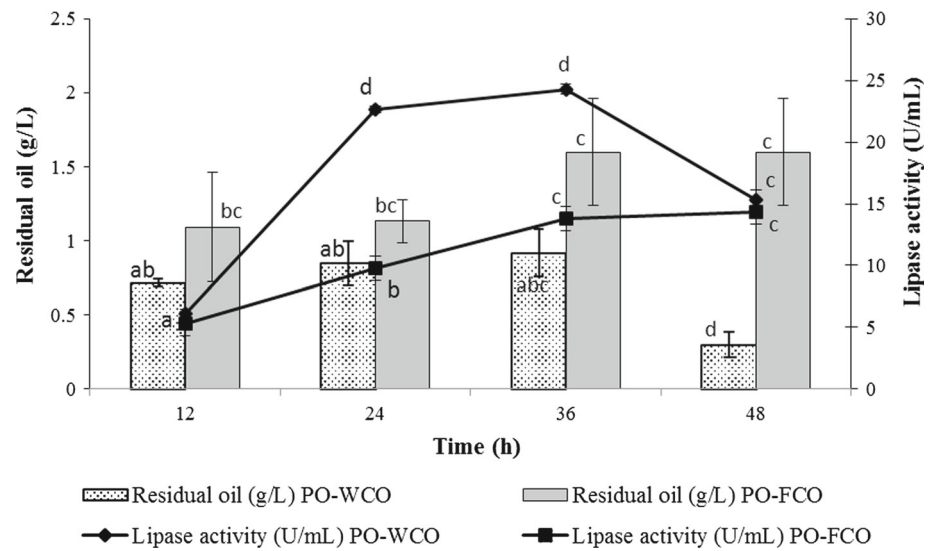 2.5
2
1.5
1
0.5
0
Residual oil (g/L)
30
25
20
15
10
5
0
Lipase activity (U/mL)
d
d
c
c
c
bc
bc
c
c
ab
ab
abc
a
b
d
12
24
36
48
Time (h)
Residual oil (g/L) PO-WCO
Residual oil (g/L) PO-FCO
Lipase activity (U/mL) PO-WCO
Lipase activity (U/mL) PO-FCO